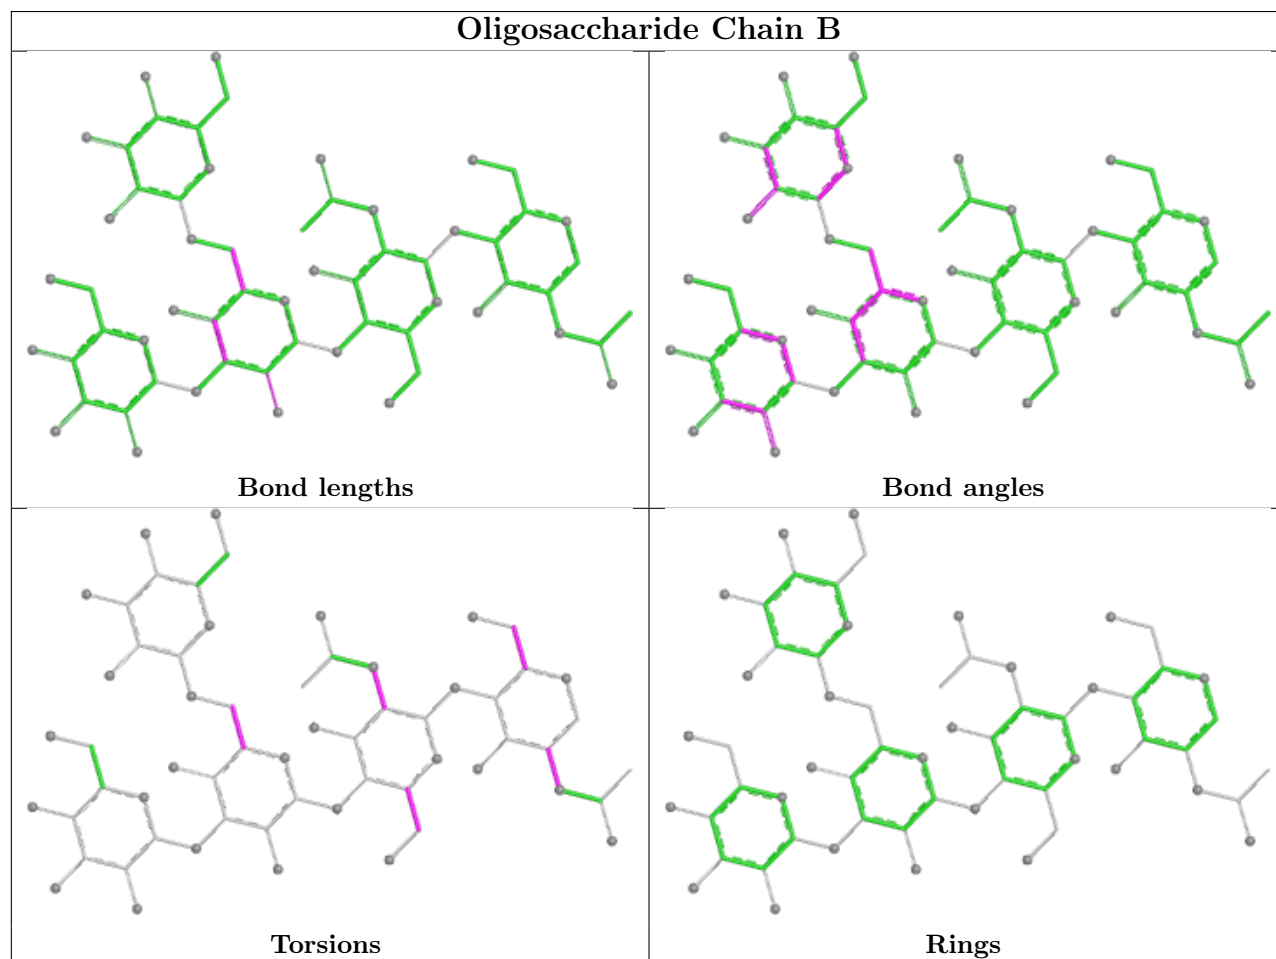 Oligosaccharide Chain B
Bond lengths
Bond angles
Torsions
Rings